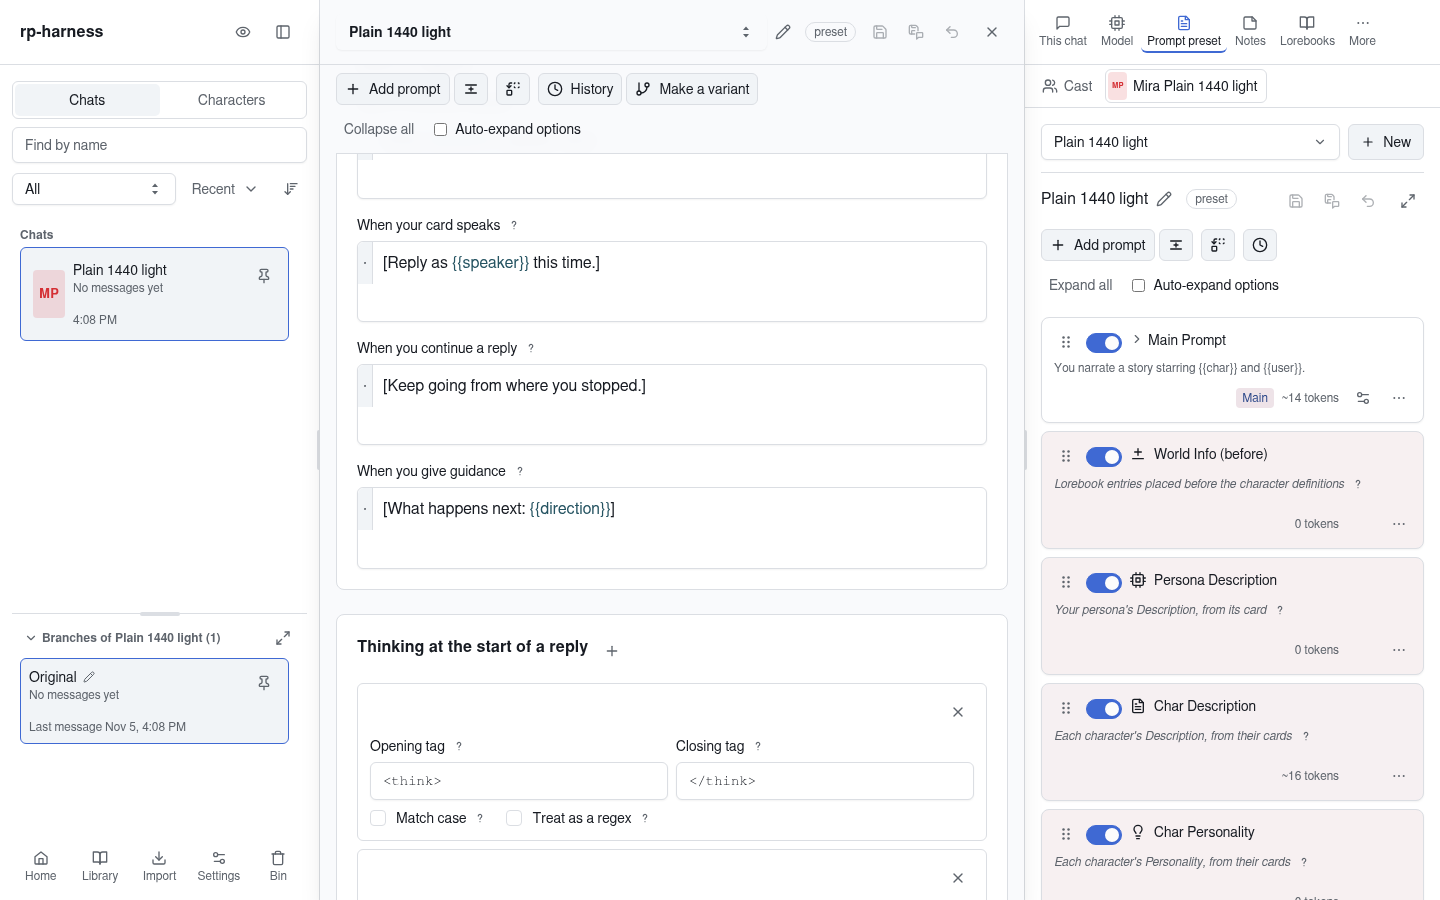 rp-harness
Chats
Characters
Find by name
All
Recent
Chats
MP
Plain 1440 light
No messages yet
4:08 PM
Branches of Plain 1440 light (1)
Original
No messages yet
Last message Nov 5, 4:08 PM
Home
Library
Import
Settings
Bin
Plain 1440 light
preset
Add prompt
History
Make a variant
Collapse all
Auto-expand options
When your card speaks ?
[Reply as {{speaker}} this time.]
When you continue a reply ?
[Keep going from where you stopped.]
When you give guidance ?
[What happens next: {{direction}}]
Thinking at the start of a reply
Opening tag ?
Closing tag ?
<think>
</think>
Match case ?
Treat as a regex ?
This chat
Model
Prompt preset
Notes
Lorebooks
More
Cast
MP
Mira Plain 1440 light
Plain 1440 light
New
Plain 1440 light
preset
Add prompt
Expand all
Auto-expand options
Main Prompt
You narrate a story starring {{char}} and {{user}}.
Main
~14 tokens
World Info (before)
Lorebook entries placed before the character definitions ?
0 tokens
Persona Description
Your persona's Description, from its card ?
0 tokens
Char Description
Each character's Description, from their cards ?
~16 tokens
Char Personality
Each character's Personality, from their cards ?